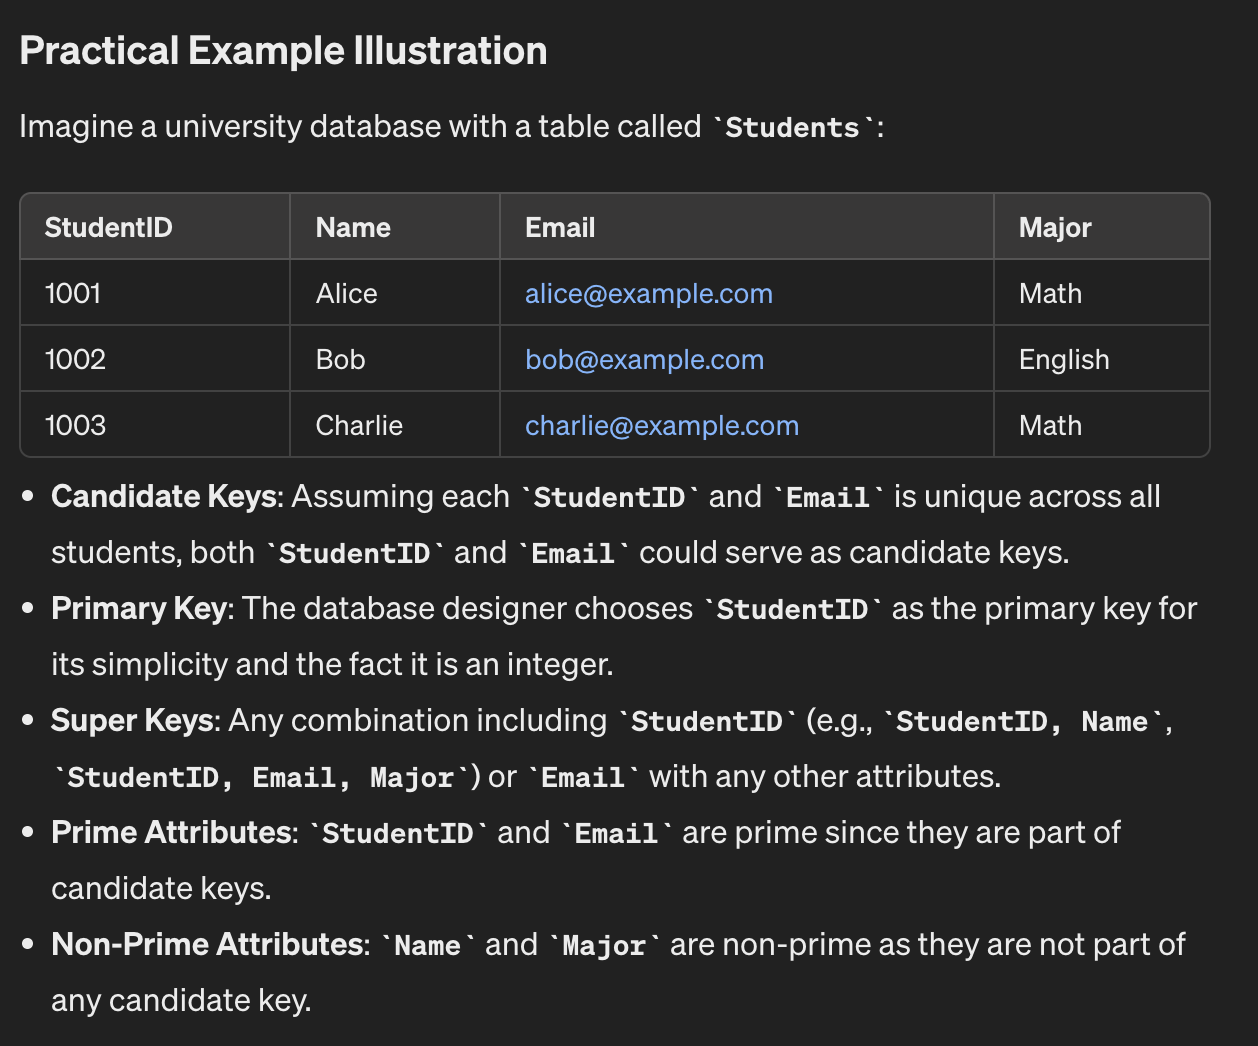 Practical Example Illustration
Imagine a university database with a table called `Students`:
StudentID Name Email Major
1001 Alice alice@example.com Math
1002 Bob bob@example.com English
1003 Charlie charlie@example.com Math
• Candidate Keys: Assuming each `StudentID` and `Email` is unique across all
students, both `StudentID` and `Email` could serve as candidate keys.
• Primary Key: The database designer chooses `StudentID` as the primary key for
its simplicity and the fact it is an integer.
• Super Keys: Any combination including `StudentID` (e.g., `StudentID, Name`,
`StudentID, Email, Major`) or `Email` with any other attributes.
• Prime Attributes: `StudentID` and `Email` are prime since they are part of
candidate keys.
• Non-Prime Attributes: `Name` and `Major` are non-prime as they are not part of
any candidate key.